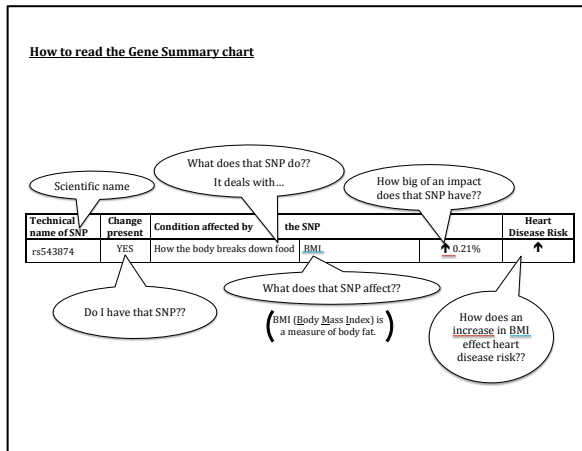 How to read the Gene Summary chart
What does that SNP do??
It deals with...
Scientific name
How big of an impact
does that SNP have??
Technical
name of SNP
Change
present
Condition affected by the SNP
Heart
Disease Risk
rs543874
YES
How the body breaks down food
BMI
↑ 0.21%
↑
Do I have that SNP??
What does that SNP affect??
(BMI (Body Mass Index) is
a measure of body fat.)
How does an
increase in BMI
effect heart
disease risk??